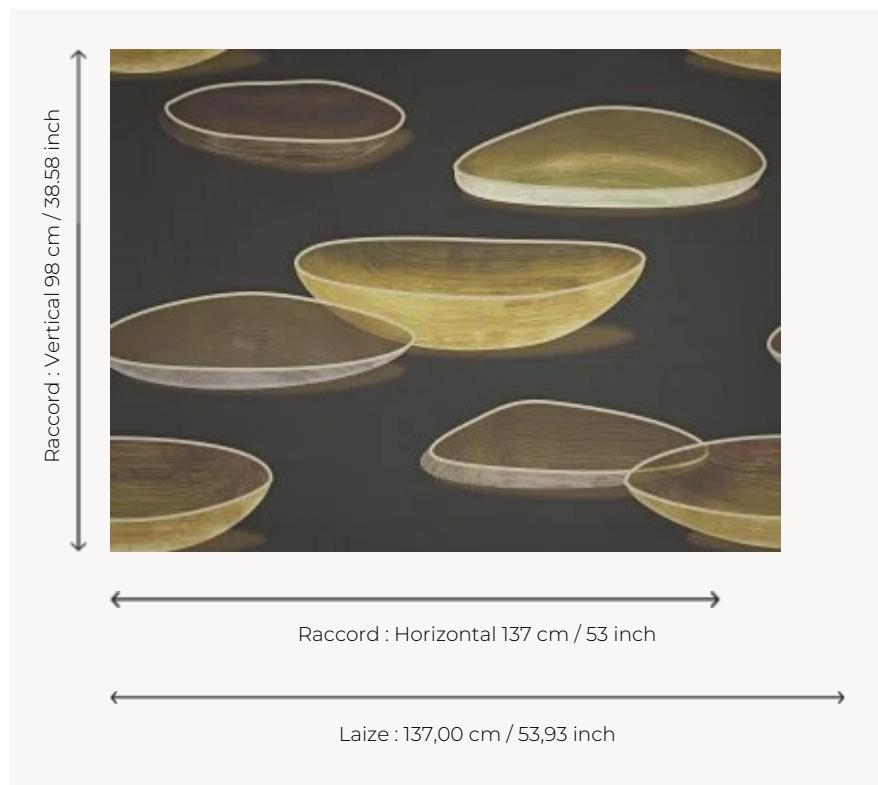 Raccord : Vertical 98 cm / 38.58 inch
Raccord : Horizontal 137 cm / 53 inch
Laize : 137,00 cm / 53,93 inch